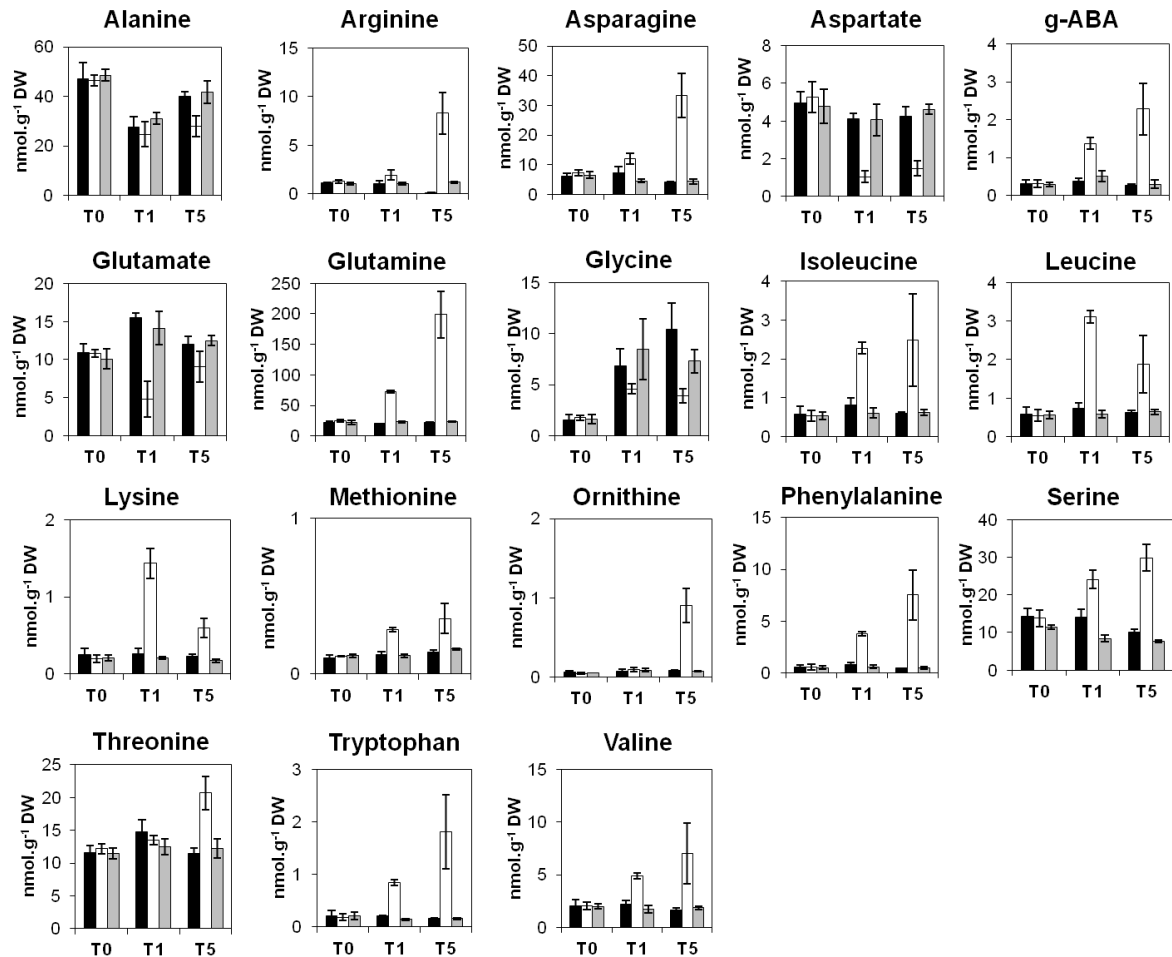 Alanine
nmol.g⁻¹ DW
60
40
20
0
T0 T1 T5
Arginine
nmol.g⁻¹ DW
15
10
5
0
T0 T1 T5
Asparagine
nmol.g⁻¹ DW
50
40
30
20
10
0
T0 T1 T5
Aspartate
nmol.g⁻¹ DW
8
6
4
2
0
T0 T1 T5
g-ABA
nmol.g⁻¹ DW
4
3
2
1
0
T0 T1 T5
Glutamate
nmol.g⁻¹ DW
20
15
10
5
0
T0 T1 T5
Glutamine
nmol.g⁻¹ DW
250
200
150
100
50
0
T0 T1 T5
Glycine
nmol.g⁻¹ DW
15
10
5
0
T0 T1 T5
Isoleucine
nmol.g⁻¹ DW
4
3
2
1
0
T0 T1 T5
Leucine
nmol.g⁻¹ DW
4
3
2
1
0
T0 T1 T5
Lysine
nmol.g⁻¹ DW
2
1
0
T0 T1 T5
Methionine
nmol.g⁻¹ DW
1
0
T0 T1 T5
Ornithine
nmol.g⁻¹ DW
2
1
0
T0 T1 T5
Phenylalanine
nmol.g⁻¹ DW
15
10
5
0
T0 T1 T5
Serine
nmol.g⁻¹ DW
40
30
20
10
0
T0 T1 T5
Threonine
nmol.g⁻¹ DW
25
20
15
10
5
0
T0 T1 T5
Tryptophan
nmol.g⁻¹ DW
3
2
1
0
T0 T1 T5
Valine
nmol.g⁻¹ DW
15
10
5
0
T0 T1 T5